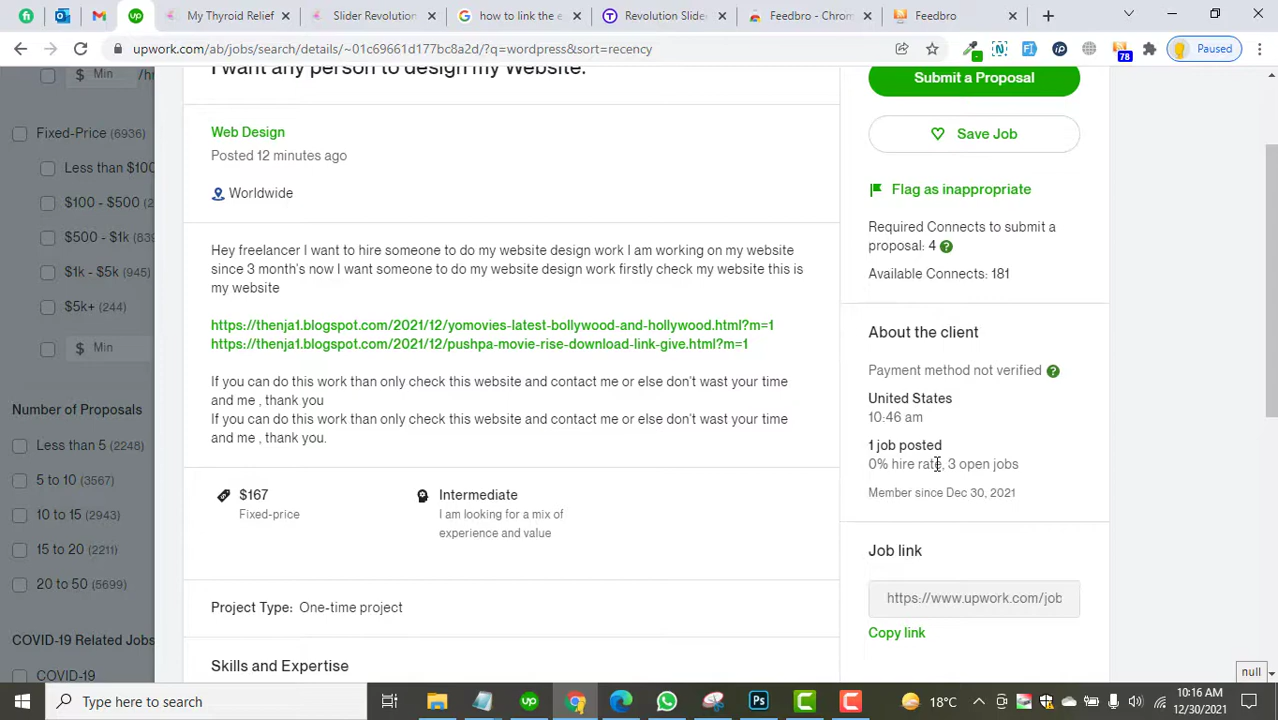 My Thyroid Relief
Slider Revolution
how to link the e
Revolution Slide
Feedbro - Chrom
Feedbro
upwork.com/ab/jobs/search/details/~01c69661d177bc8a2d/?q=wordpress&sort=recency
78
Paused
$ Min
/hr
Fixed-Price (6936)
Less than $100
$100 - $500 (2
$500 - $1k (839
$1k - $5k (945)
$5k+ (244)
$ Min
Number of Proposals
Less than 5 (2248)
5 to 10 (3157)
10 to 15 (2943)
15 to 20 (2211)
20 to 50 (5699)
COVID-19 Related Jobs
COVID-19
I want any person to design my Website.
Web Design
Posted 12 minutes ago
Worldwide
Hey freelancer I want to hire someone to do my website design work I am working on my website
since 3 month's now I want someone to do my website design work firstly check my website this is
my website
https://thenja1.blogspot.com/2021/12/yomovies-latest-bollywood-and-hollywood.html?m=1
https://thenja1.blogspot.com/2021/12/pushpa-movie-rise-download-link-give.html?m=1
If you can do this work than only check this website and contact me or else don't wast your time
and me , thank you
If you can do this work than only check this website and contact me or else don't wast your time
and me , thank you.
$167
Fixed-price
Intermediate
I am looking for a mix of
experience and value
Project Type: One-time project
Skills and Expertise
Submit a Proposal
Save Job
Flag as inappropriate
Required Connects to submit a
proposal: 4
Available Connects: 181
About the client
Payment method not verified
United States
10:46 am
1 job posted
0% hire rate, 3 open jobs
Member since Dec 30, 2021
Job link
https://www.upwork.com/job
Copy link
null
Type here to search
18°C
10:16 AM
12/30/2021